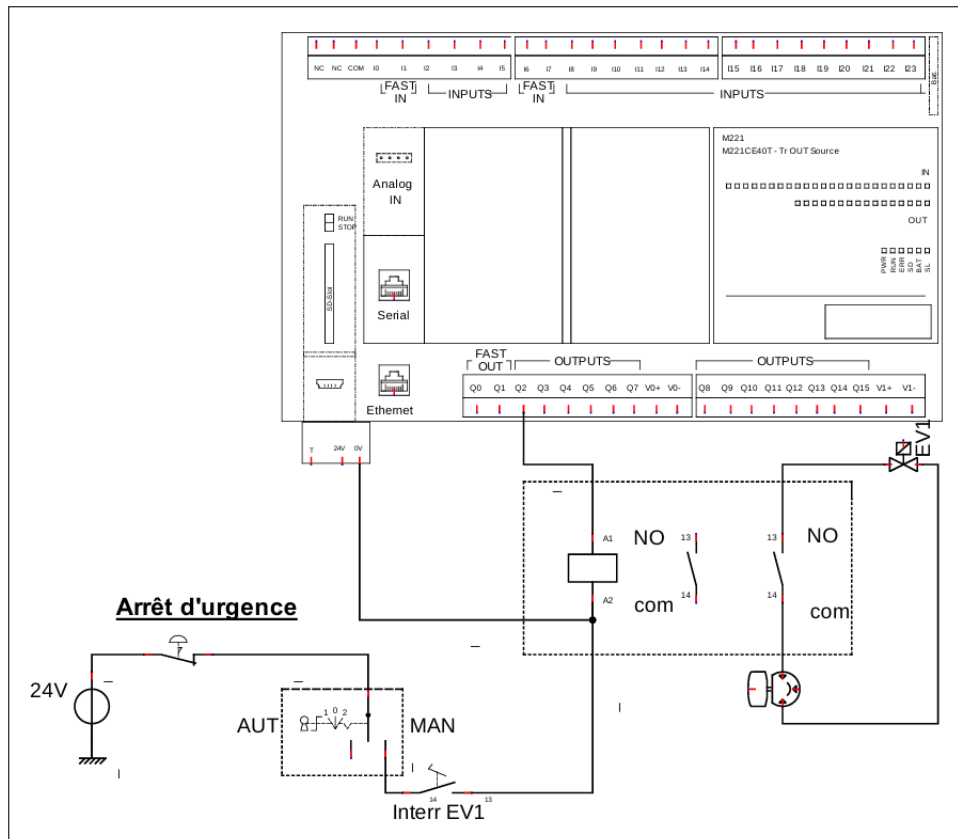 NC NC COM I0 I1 I2 I3 I4 I5 I6 I7 I8 I9 I10 I11 I12 I13 I14 I15 I16 I17 I18 I19 I20 I21 I22 I23
FAST IN
INPUTS
FAST IN
INPUTS
INPUTS
M221
M221CE40T - Tr OUT Source
IN
OUT
PWR
RUN
ERR
SD
BAT
SL
Analog
IN
RUN
STOP
SD-Slot
Serial
Ethernet
FAST
OUT
OUTPUTS
OUTPUTS
Q0 Q1 Q2 Q3 Q4 Q5 Q6 Q7 V0+ V0- Q8 Q9 Q10 Q11 Q12 Q13 Q14 Q15 V1+ V1-
T 24V 0V
EV1
A1
NO
13
13
NO
A2
com
14
14
com
Arrêt d'urgence
24V
AUT
1 0 2
MAN
14
13
Interr EV1